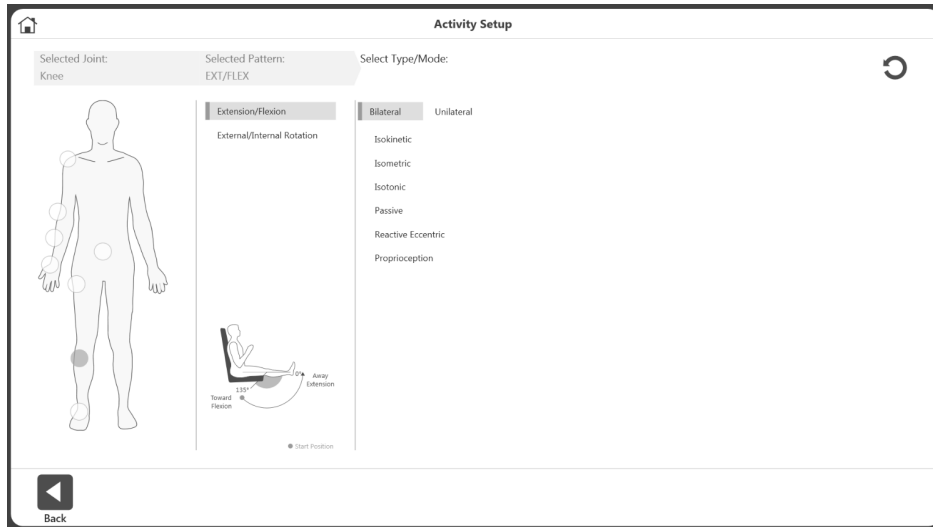 Activity Setup
Selected Joint:
Knee
Selected Pattern:
EXT/FLEX
Select Type/Mode:
Extension/Flexion
External/Internal Rotation
Bilateral
Unilateral
Isokinetic
Isometric
Isotonic
Passive
Reactive Eccentric
Proprioception
0°
Away
Extension
135°
Toward
Flexion
Start Position
Back